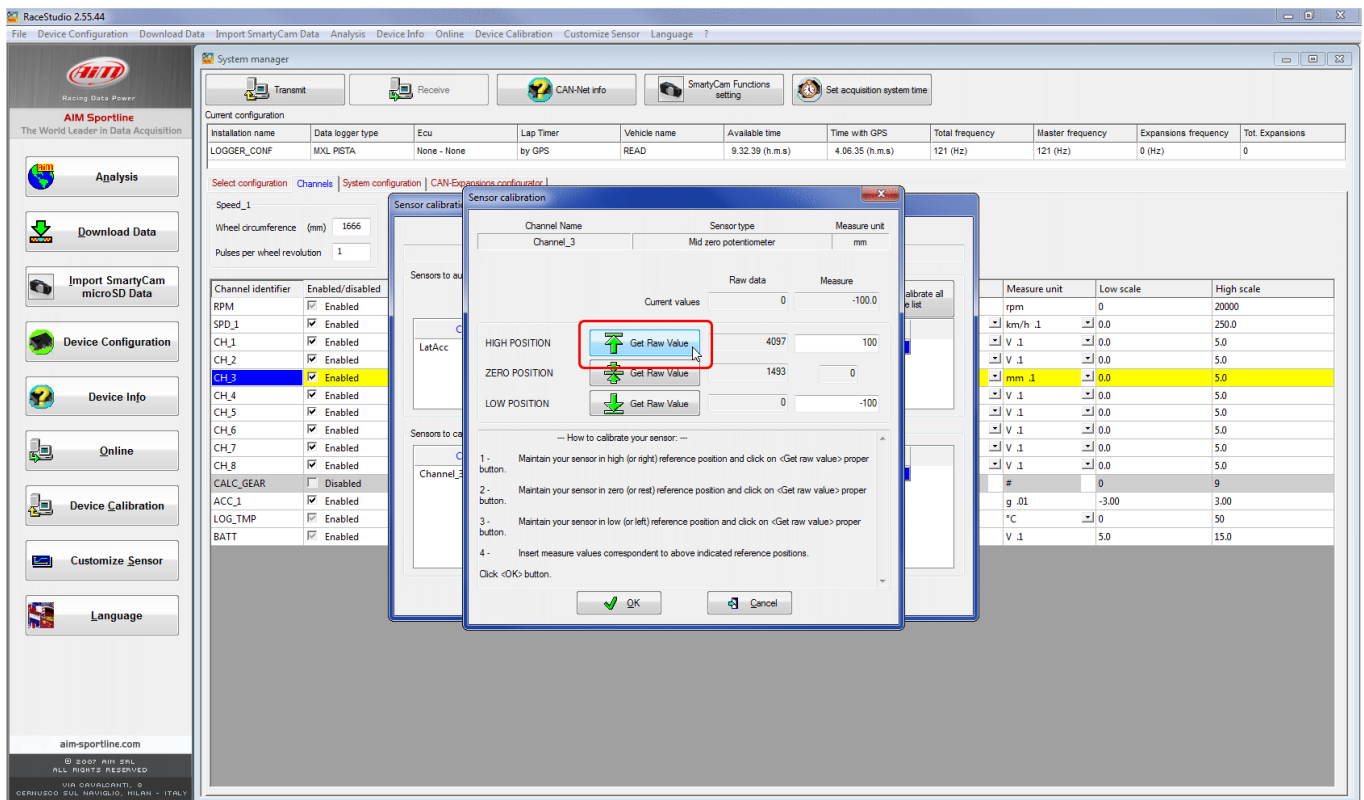 RaceStudio 2.55.44
File Device Configuration Download Data Import SmartyCam Data Analysis Device Info Online Device Calibration Customize Sensor Language ?
AiM
Racing Data Power
AIM Sportline
The World Leader in Data Acquisition
Analysis
Download Data
Import SmartyCam
microSD Data
Device Configuration
Device Info
Online
Device Calibration
Customize Sensor
Language
aim-sportline.com
© 2007 AIM SRL
ALL RIGHTS RESERVED
VIA CAVALCANTI, 8
CERNUSCO SUL NAVIGLIO, MILAN - ITALY
System manager
Transmit
Receive
CAN-Net info
SmartyCam Functions
setting
Set acquisition system time
Current configuration
Installation name Data logger type Ecu Lap Timer Vehicle name Available time Time with GPS Total frequency Master frequency Expansions frequency Tot. Expansions
LOGGER_CONF MXL PISTA None - None by GPS READ 9.32.39 (h.m.s) 4.06.35 (h.m.s) 121 (Hz) 121 (Hz) 0 (Hz) 0
Select configuration Channels System configuration CAN-Expansions configurator
Speed_1
Wheel circumference (mm) 1666
Pulses per wheel revolution 1
Channel identifier Enabled/disabled Measure unit Low scale High scale
RPM Enabled rpm 0 20000
SPD_1 Enabled km/h .1 0.0 250.0
CH_1 Enabled V .1 0.0 5.0
CH_2 Enabled V .1 0.0 5.0
CH_3 Enabled mm .1 0.0 5.0
CH_4 Enabled V .1 0.0 5.0
CH_5 Enabled V .1 0.0 5.0
CH_6 Enabled V .1 0.0 5.0
CH_7 Enabled V .1 0.0 5.0
CH_8 Enabled V .1 0.0 5.0
CALC_GEAR Disabled # 0 9
ACC_1 Enabled g .01 -3.00 3.00
LOG_TMP Enabled °C 0 50
BATT Enabled V .1 5.0 15.0
Sensor calibrati
Sensors to au
C
LatAcc
alibrate all
e list
Sensors to ca
C
Channel_3
Sensor calibration
Channel Name Sensor type Measure unit
Channel_3 Mid zero potentiometer mm
Raw data Measure
Current values 0 -100.0
HIGH POSITION Get Raw Value 4097 100
ZERO POSITION Get Raw Value 1493 0
LOW POSITION Get Raw Value 0 -100
--- How to calibrate your sensor: ---
1 - Maintain your sensor in high (or right) reference position and click on <Get raw value> proper
button.
2 - Maintain your sensor in zero (or rest) reference position and click on <Get raw value> proper
button.
3 - Maintain your sensor in low (or left) reference position and click on <Get raw value> proper
button.
4 - Insert measure values correspondent to above indicated reference positions.
Click <OK> button.
OK
Cancel